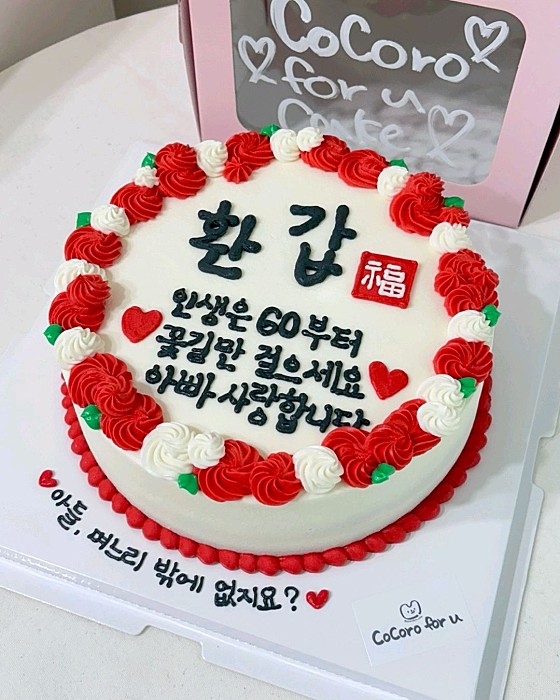 CoCoro
for u
Cake
환 갑
福
인생은 60부터
꽃길만 걸으세요
아빠 사랑합니다
아들, 며느리 밖에 없지요?
CoCoro for u